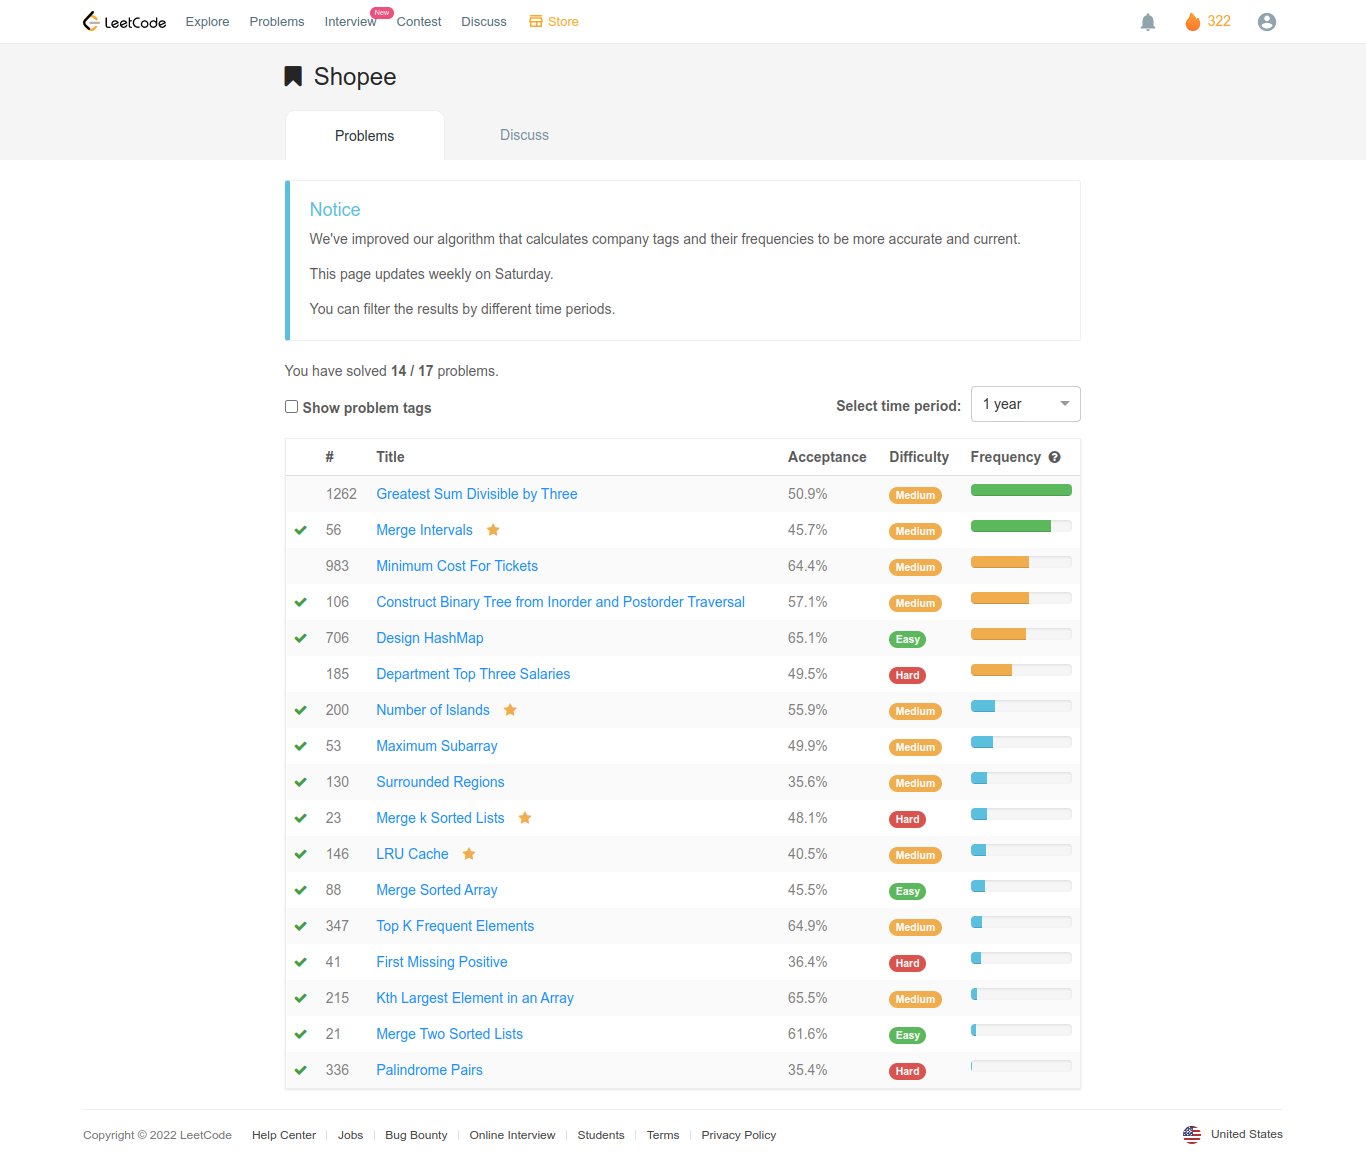 LeetCode Explore Problems Interview New Contest Discuss Store 322
Shopee
Problems Discuss
Notice
We've improved our algorithm that calculates company tags and their frequencies to be more accurate and current.
This page updates weekly on Saturday.
You can filter the results by different time periods.
You have solved 14 / 17 problems.
Show problem tags Select time period: 1 year
# Title Acceptance Difficulty Frequency ?
1262 Greatest Sum Divisible by Three 50.9% Medium
56 Merge Intervals 45.7% Medium
983 Minimum Cost For Tickets 64.4% Medium
106 Construct Binary Tree from Inorder and Postorder Traversal 57.1% Medium
706 Design HashMap 65.1% Easy
185 Department Top Three Salaries 49.5% Hard
200 Number of Islands 55.9% Medium
53 Maximum Subarray 49.9% Medium
130 Surrounded Regions 35.6% Medium
23 Merge k Sorted Lists 48.1% Hard
146 LRU Cache 40.5% Medium
88 Merge Sorted Array 45.5% Easy
347 Top K Frequent Elements 64.9% Medium
41 First Missing Positive 36.4% Hard
215 Kth Largest Element in an Array 65.5% Medium
21 Merge Two Sorted Lists 61.6% Easy
336 Palindrome Pairs 35.4% Hard
Copyright © 2022 LeetCode Help Center Jobs Bug Bounty Online Interview Students Terms Privacy Policy United States